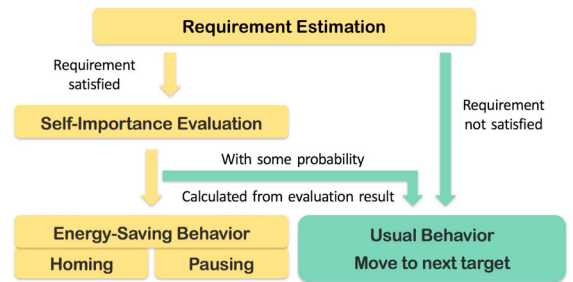 Requirement Estimation
Requirement
satisfied
Requirement
not satisfied
Self-Importance Evaluation
With some probability
Calculated from evaluation result
Energy-Saving Behavior
Homing
Pausing
Usual Behavior
Move to next target